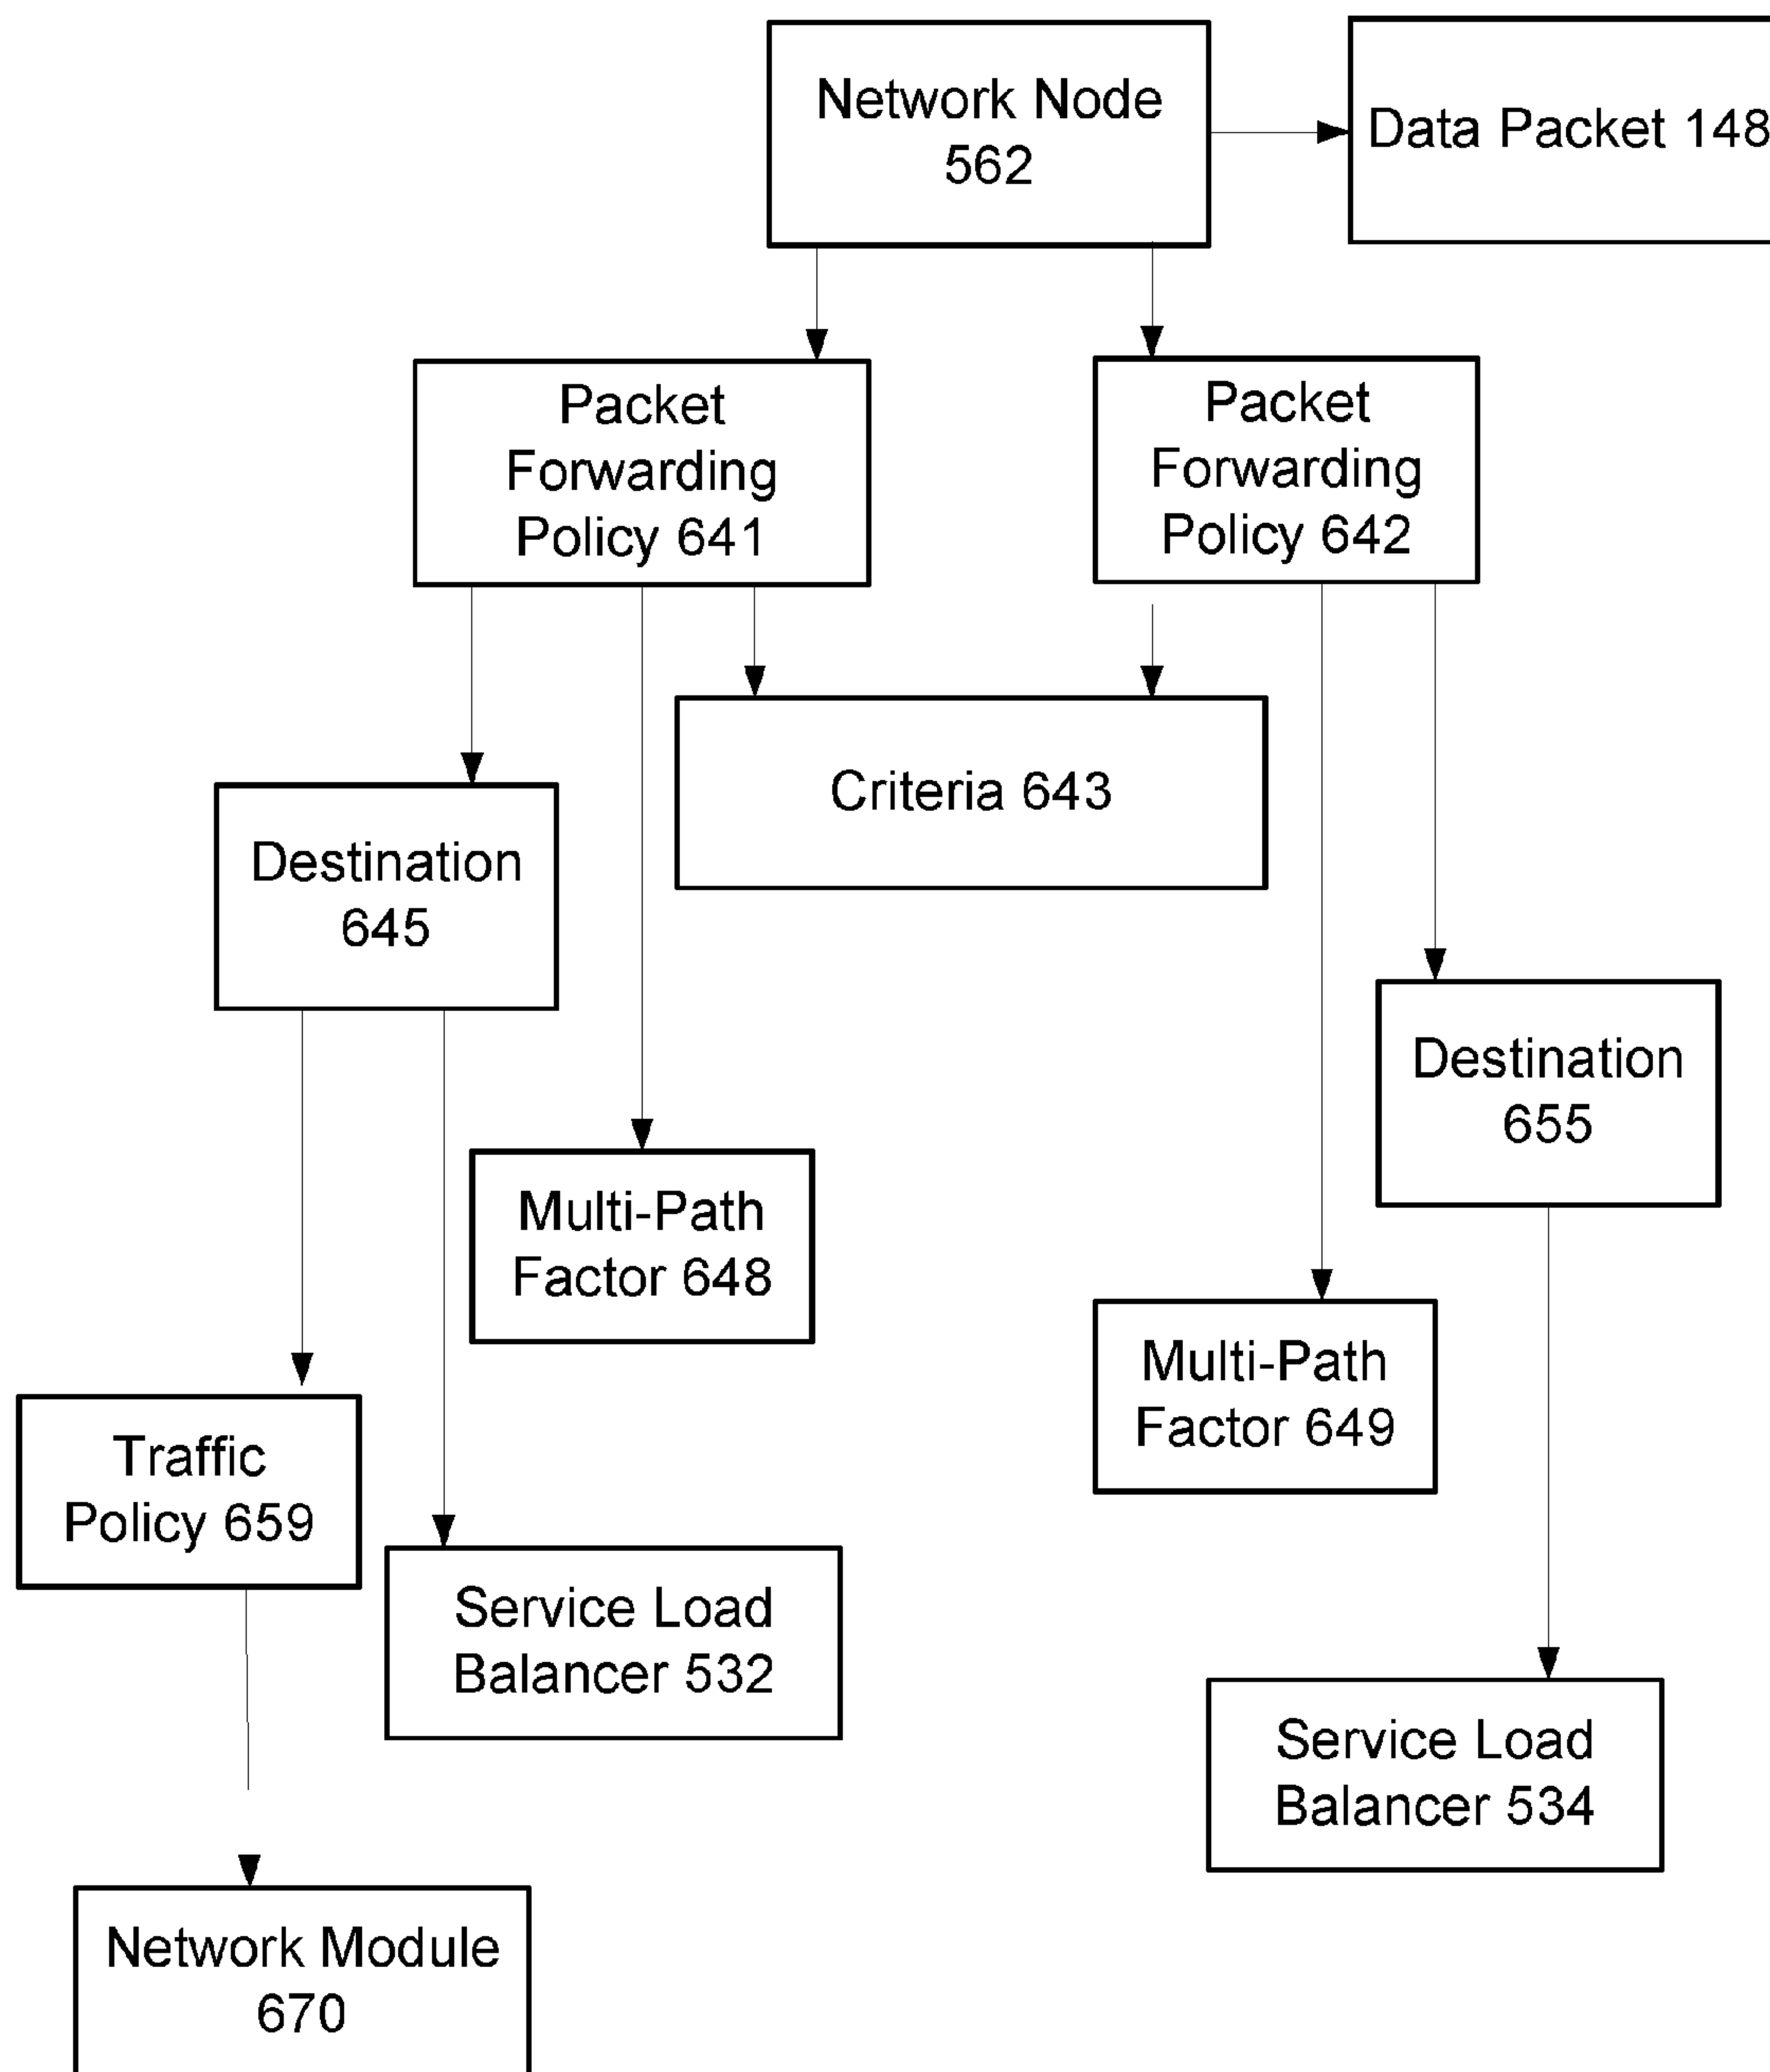 Network Node
562
Data Packet 148
Packet
Forwarding
Policy 641
Packet
Forwarding
Policy 642
Criteria 643
Destination
645
Destination
655
Multi-Path
Factor 648
Multi-Path
Factor 649
Traffic
Policy 659
Service Load
Balancer 532
Service Load
Balancer 534
Network Module
670